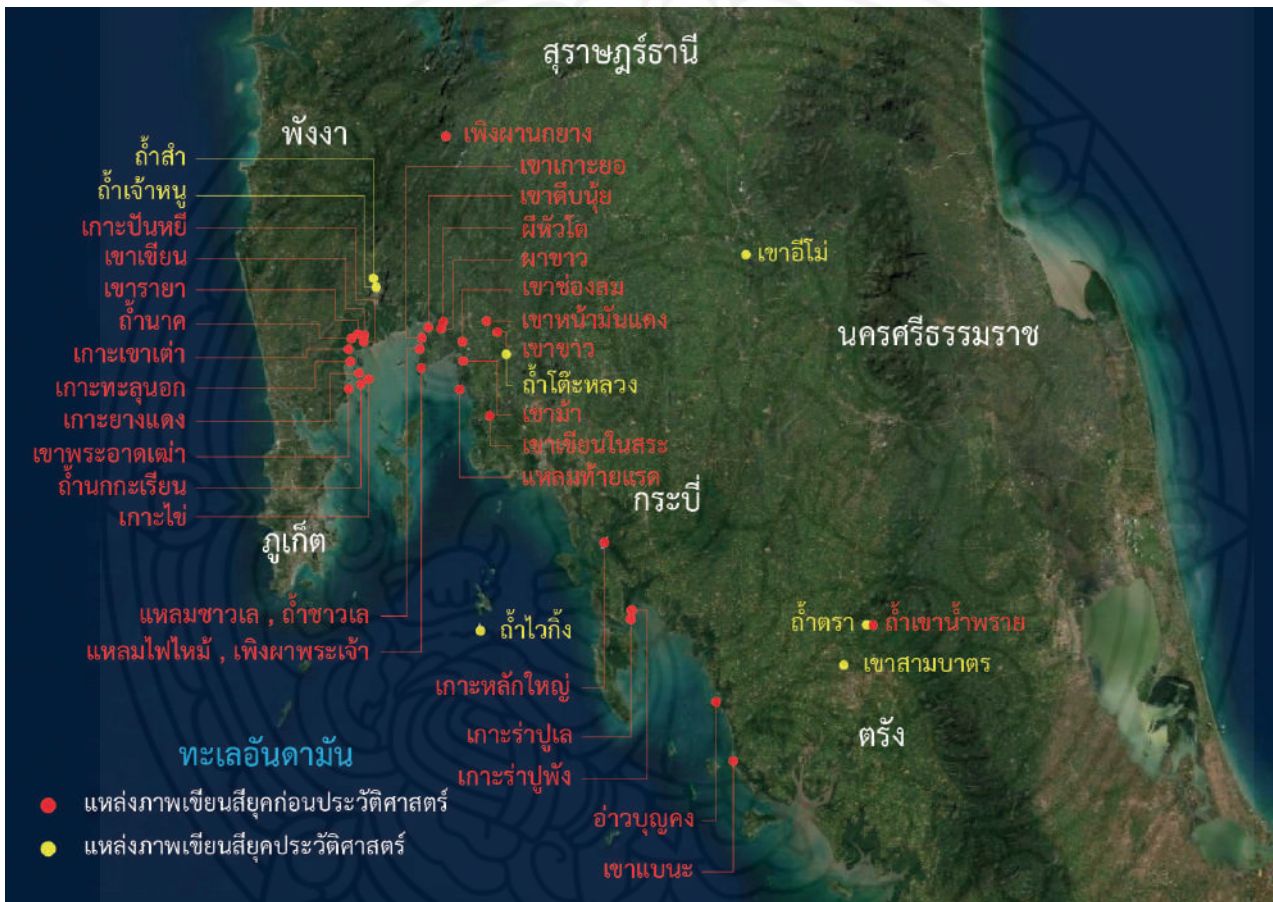 สุราษฎร์ธานี
พังงา
เพิงผานกยาง
ถ้ำสำ
เขาเกาะยอ
ถ้ำเจ้าหนู
เขาตีบนุ้ย
เกาะปันหยี
ผีหัวโต
เขาเขียน
ผาขาว
เขาอีโม่
เขารายา
เขาช่องลม
ถ้ำนาค
เขาหน้ามันแดง
นครศรีธรรมราช
เกาะเขาเต่า
เขาขาว
เกาะทะลุนอก
ถ้ำโต๊ะหลวง
เกาะยางแดง
เขาม้า
เขาพระอาดเฒ่า
เขาเขียนในสระ
ถ้ำนกกะเรียน
แหลมท้ายแรด
เกาะไข่
กระบี่
ภูเก็ต
แหลมชาวเล , ถ้ำชาวเล
ถ้ำไวกิ้ง
ถ้ำตรา
ถ้ำเขาน้ำพราย
แหลมไฟไหม้ , เพิงผาพระเจ้า
เขาสามบาตร
เกาะหลักใหญ่
เกาะร่าปูเล
ตรัง
ทะเลอันดามัน
เกาะร่าปูพัง
แหล่งภาพเขียนสียุคก่อนประวัติศาสตร์
อ่าวบุญคง
แหล่งภาพเขียนสียุคประวัติศาสตร์
เขาแบนะ